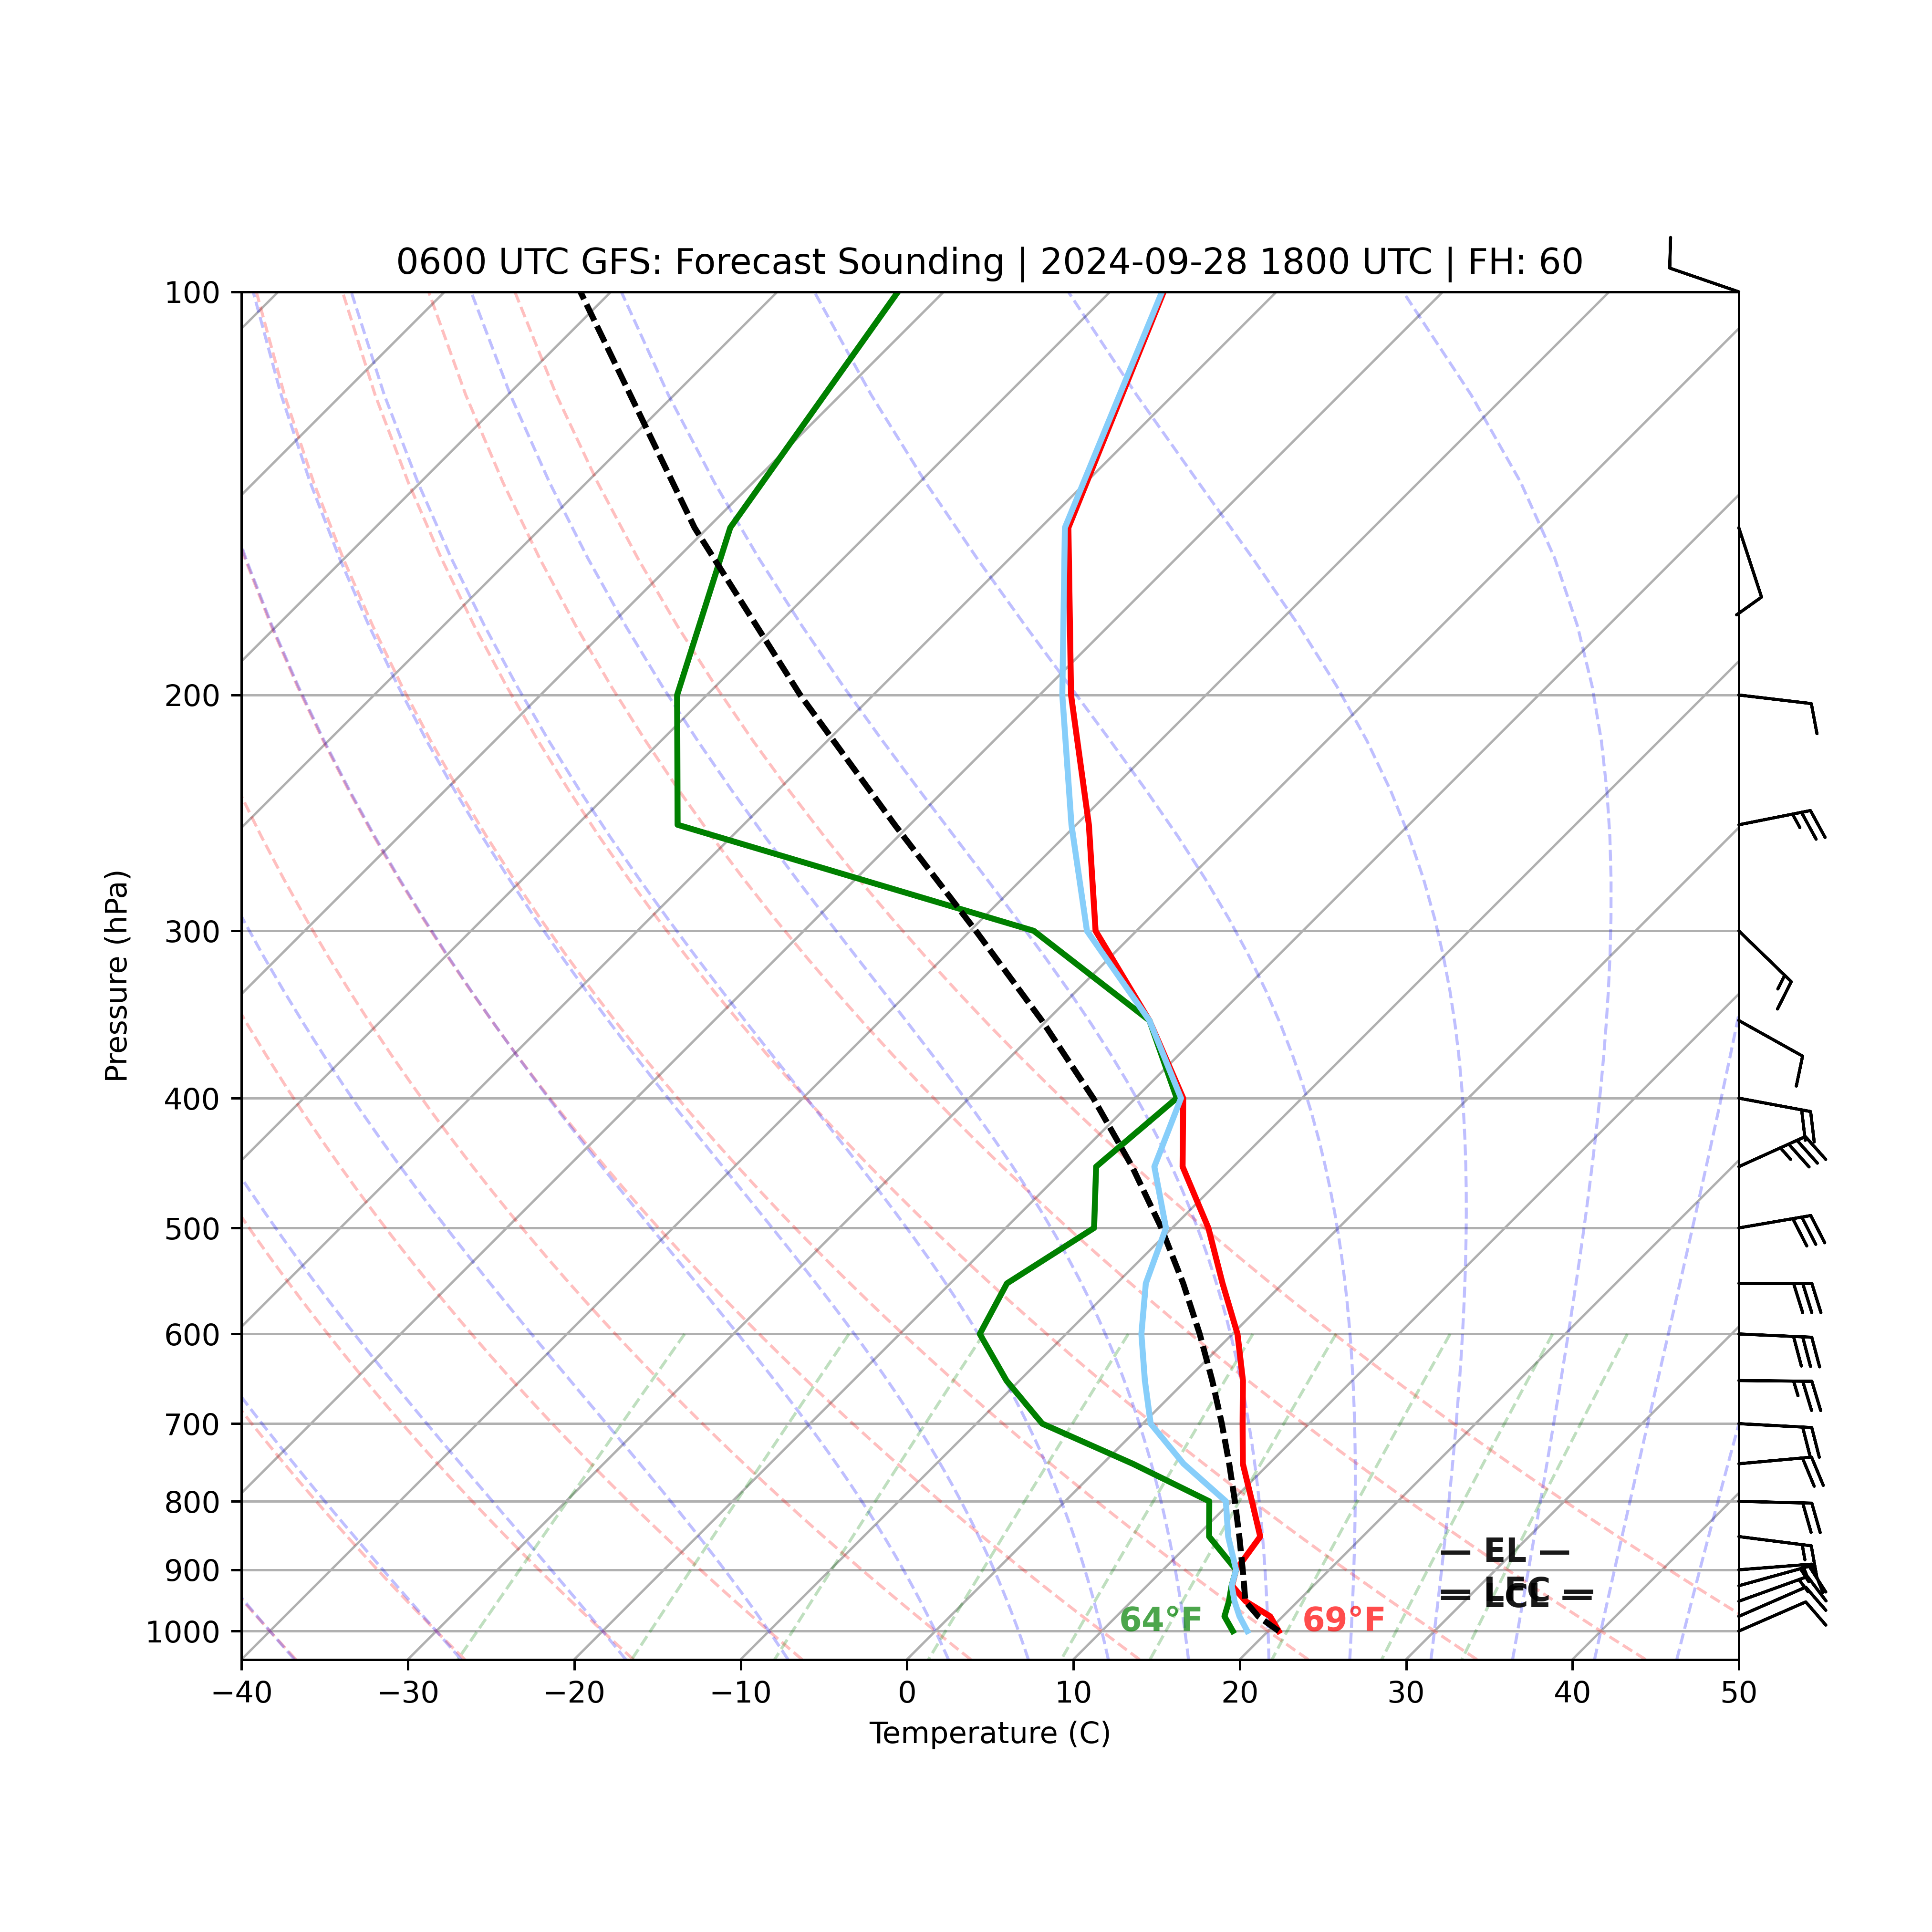 0600 UTC GFS: Forecast Sounding | 2024-09-28 1800 UTC | FH: 60
100
200
300
400
500
600
700
800
900
1000
Pressure (hPa)
— EL —
— LFC —
— LCL —
64°F
69°F
−40 −30 −20 −10 0 10 20 30 40 50
Temperature (C)